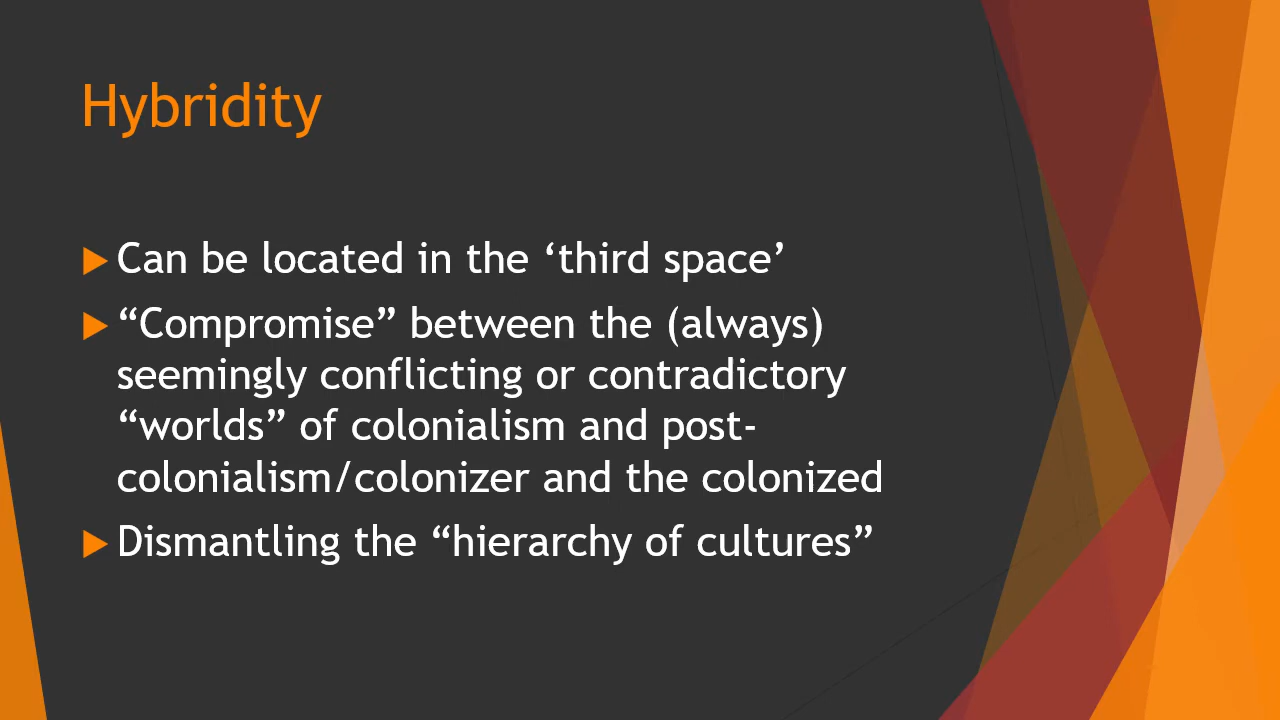 Hybridity
Can be located in the ‘third space’
“Compromise” between the (always)
seemingly conflicting or contradictory
“worlds” of colonialism and post-
colonialism/colonizer and the colonized
Dismantling the “hierarchy of cultures”